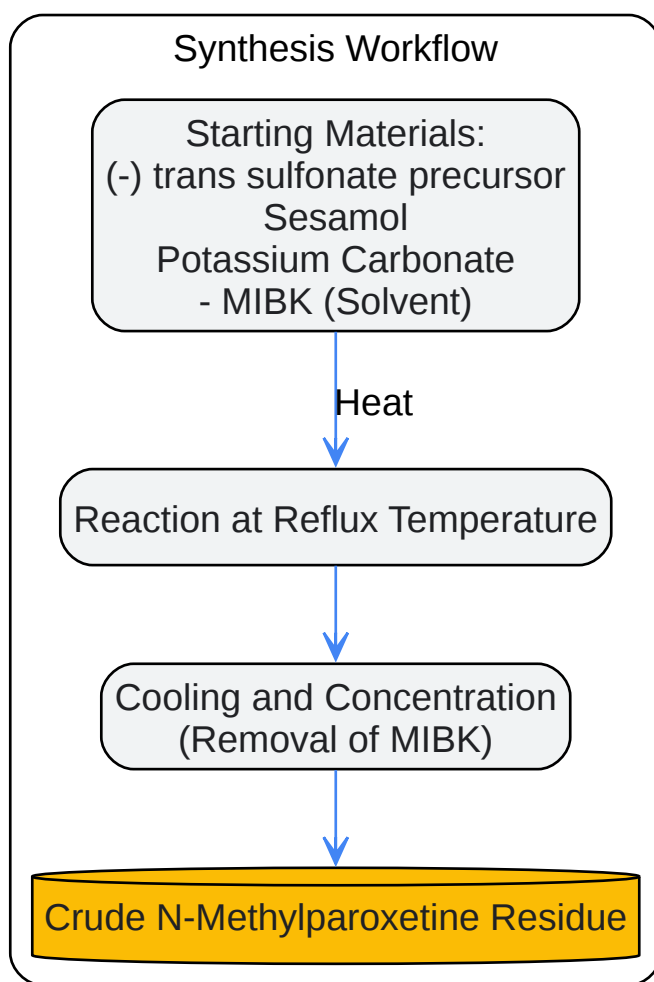 Synthesis Workflow
Starting Materials:
(-) trans sulfonate precursor
Sesamol
Potassium Carbonate
- MIBK (Solvent)
Heat
Reaction at Reflux Temperature
Cooling and Concentration
(Removal of MIBK)
Crude N-Methylparoxetine Residue